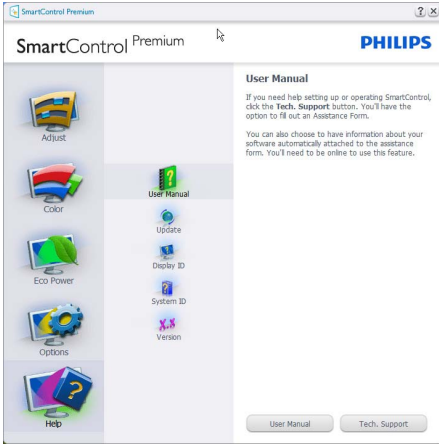 SmartControl Premium
SmartControl Premium
PHILIPS
Adjust
Color
Eco Power
Options
Help
User Manual
Update
Display ID
System ID
X.X
Version
User Manual
If you need help setting up or operating SmartControl,
click the Tech. Support button. You'll have the
option to fill out an Assistance Form.
You can also choose to have information about your
software automatically attached to the assistance
form. You'll need to be online to use this feature.
User Manual
Tech. Support